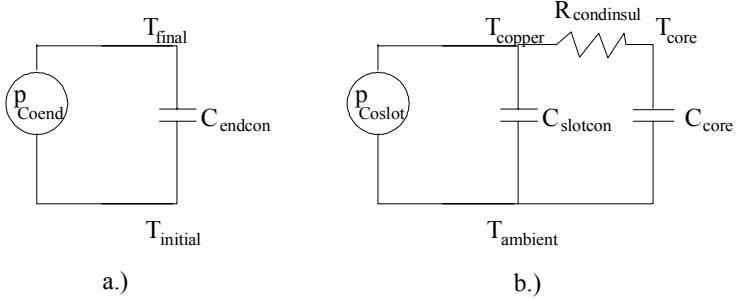 T_final
p_Coend
C_endcon
T_initial
a.)
T_copper
R_condinsul
T_core
p_Coslot
C_slotcon
C_core
T_ambient
b.)